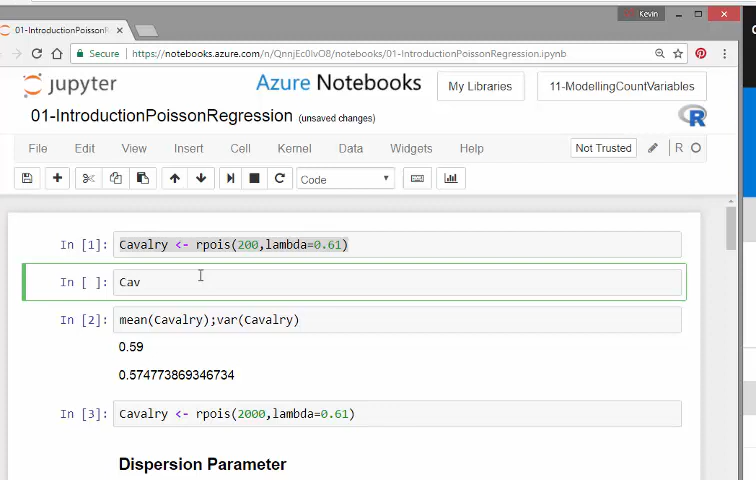 Kevin
01-IntroductionPoissonRegression.ipynb
Secure https://notebooks.azure.com/n/QnnjEc0IvO8/notebooks/01-IntroductionPoissonRegression.ipynb
jupyter Azure Notebooks My Libraries 11-ModellingCountVariables
01-IntroductionPoissonRegression (unsaved changes)
File Edit View Insert Cell Kernel Data Widgets Help Not Trusted R
Code
In [1]: Cavalry <- rpois(200,lambda=0.61)
In [ ]: Cav
In [2]: mean(Cavalry);var(Cavalry)
0.59
0.574773869346734
In [3]: Cavalry <- rpois(2000,lambda=0.61)
Dispersion Parameter